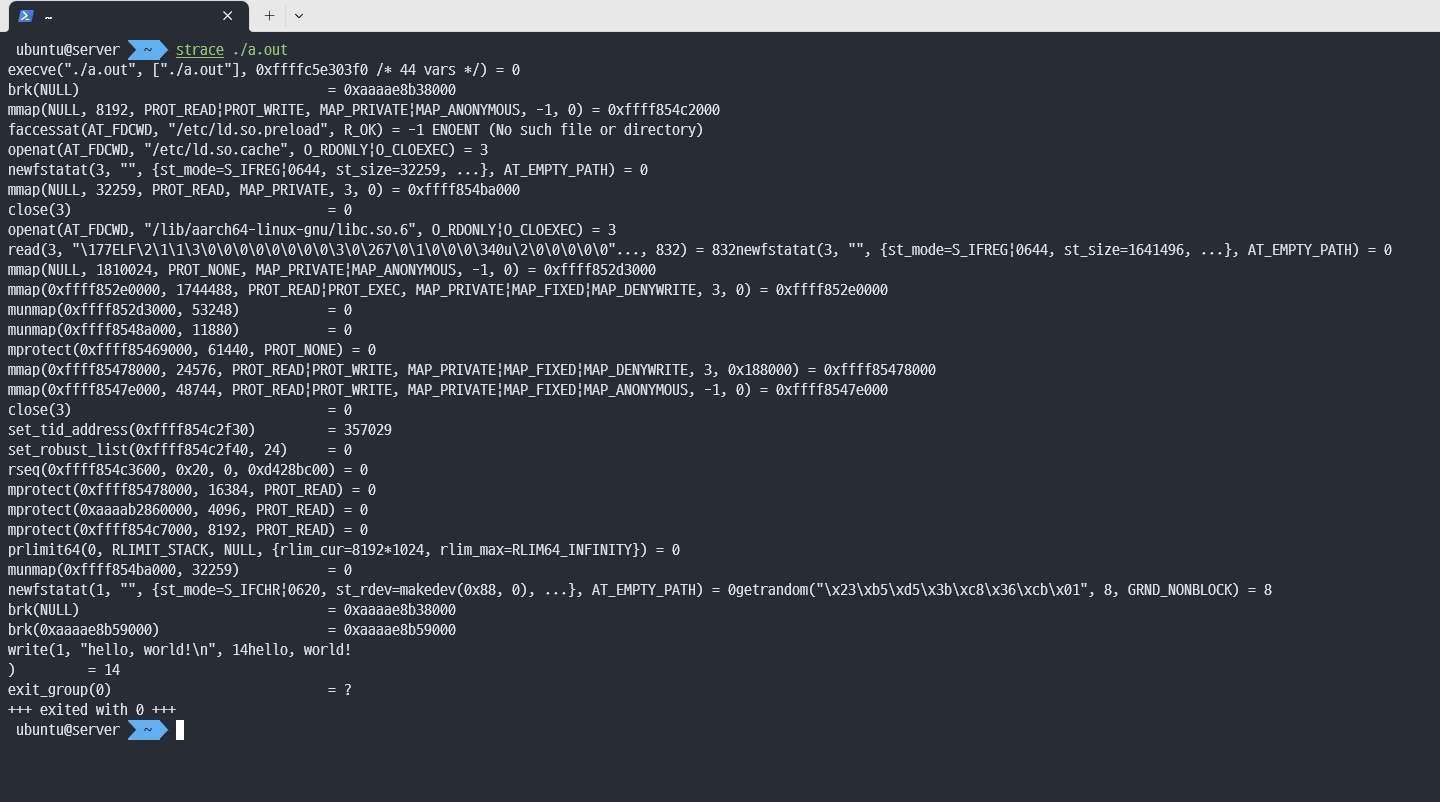 ~
ubuntu@server ~ strace ./a.out
execve("./a.out", ["./a.out"], 0xffffc5e303f0 /* 44 vars */) = 0
brk(NULL) = 0xaaaae8b38000
mmap(NULL, 8192, PROT_READ¦PROT_WRITE, MAP_PRIVATE¦MAP_ANONYMOUS, -1, 0) = 0xffff854c2000
faccessat(AT_FDCWD, "/etc/ld.so.preload", R_OK) = -1 ENOENT (No such file or directory)
openat(AT_FDCWD, "/etc/ld.so.cache", O_RDONLY¦O_CLOEXEC) = 3
newfstatat(3, "", {st_mode=S_IFREG¦0644, st_size=32259, ...}, AT_EMPTY_PATH) = 0
mmap(NULL, 32259, PROT_READ, MAP_PRIVATE, 3, 0) = 0xffff854ba000
close(3) = 0
openat(AT_FDCWD, "/lib/aarch64-linux-gnu/libc.so.6", O_RDONLY¦O_CLOEXEC) = 3
read(3, "\177ELF\2\1\1\3\0\0\0\0\0\0\0\0\3\0\267\0\1\0\0\0\340u\2\0\0\0\0\0"..., 832) = 832newfstatat(3, "", {st_mode=S_IFREG¦0644, st_size=1641496, ...}, AT_EMPTY_PATH) = 0
mmap(NULL, 1810024, PROT_NONE, MAP_PRIVATE¦MAP_ANONYMOUS, -1, 0) = 0xffff852d3000
mmap(0xffff852e0000, 1744488, PROT_READ¦PROT_EXEC, MAP_PRIVATE¦MAP_FIXED¦MAP_DENYWRITE, 3, 0) = 0xffff852e0000
munmap(0xffff852d3000, 53248) = 0
munmap(0xffff8548a000, 11880) = 0
mprotect(0xffff85469000, 61440, PROT_NONE) = 0
mmap(0xffff85478000, 24576, PROT_READ¦PROT_WRITE, MAP_PRIVATE¦MAP_FIXED¦MAP_DENYWRITE, 3, 0x188000) = 0xffff85478000
mmap(0xffff8547e000, 48744, PROT_READ¦PROT_WRITE, MAP_PRIVATE¦MAP_FIXED¦MAP_ANONYMOUS, -1, 0) = 0xffff8547e000
close(3) = 0
set_tid_address(0xffff854c2f30) = 357029
set_robust_list(0xffff854c2f40, 24) = 0
rseq(0xffff854c3600, 0x20, 0, 0xd428bc00) = 0
mprotect(0xffff85478000, 16384, PROT_READ) = 0
mprotect(0xaaaab2860000, 4096, PROT_READ) = 0
mprotect(0xffff854c7000, 8192, PROT_READ) = 0
prlimit64(0, RLIMIT_STACK, NULL, {rlim_cur=8192*1024, rlim_max=RLIM64_INFINITY}) = 0
munmap(0xffff854ba000, 32259) = 0
newfstatat(1, "", {st_mode=S_IFCHR¦0620, st_rdev=makedev(0x88, 0), ...}, AT_EMPTY_PATH) = 0getrandom("\x23\xb5\xd5\x3b\xc8\x36\xcb\x01", 8, GRND_NONBLOCK) = 8
brk(NULL) = 0xaaaae8b38000
brk(0xaaaae8b59000) = 0xaaaae8b59000
write(1, "hello, world!\n", 14hello, world!
) = 14
exit_group(0) = ?
+++ exited with 0 +++
ubuntu@server ~